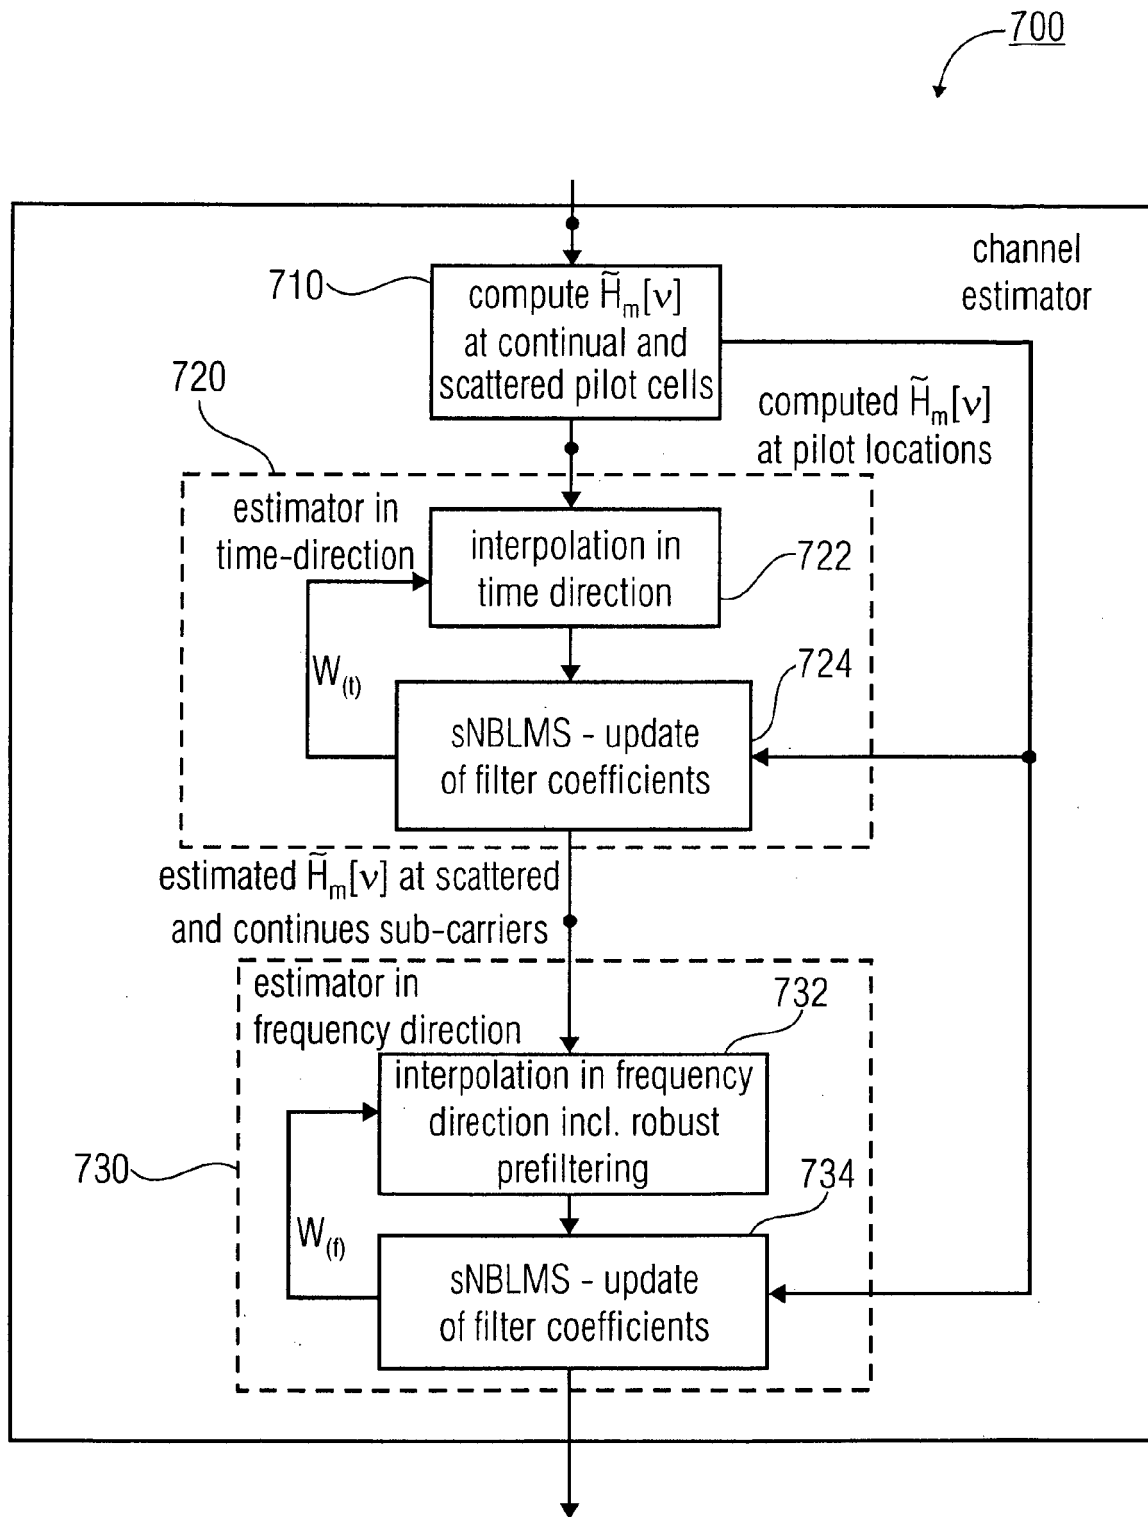 700
channel
estimator
710
compute H̃m[ν]
at continual and
scattered pilot cells
720
computed H̃m[ν]
at pilot locations
estimator in
time-direction
interpolation in
time direction
722
W(t)
724
sNBLMS - update
of filter coefficients
estimated H̃m[ν] at scattered
and continues sub-carriers
estimator in
frequency direction
732
interpolation in frequency
direction incl. robust
prefiltering
730
734
W(f)
sNBLMS - update
of filter coefficients